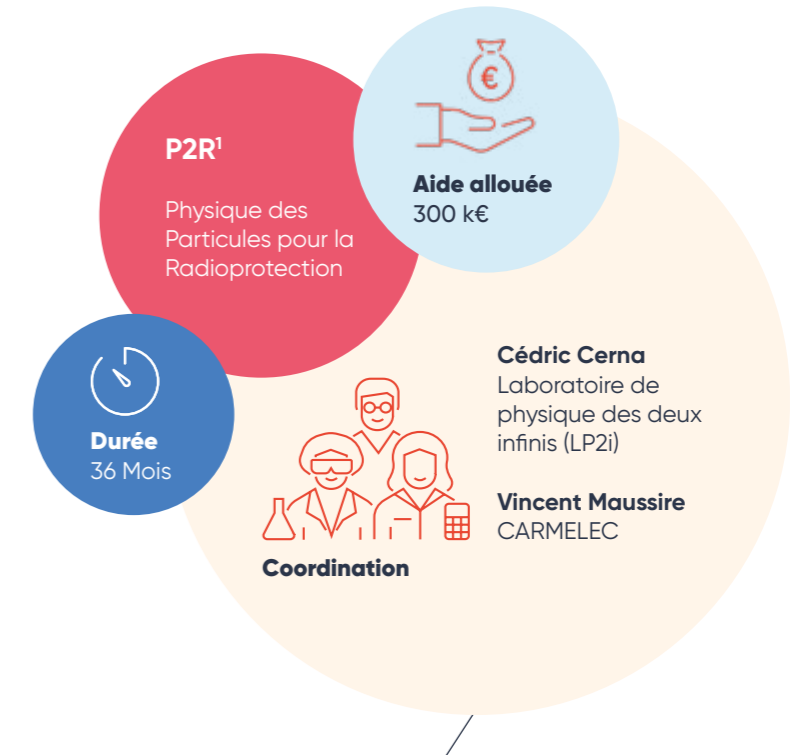 P2R¹
Physique des
Particules pour la
Radioprotection
€
Aide allouée
300 k€
Durée
36 Mois
Coordination
Cédric Cerna
Laboratoire de
physique des deux
infinis (LP2i)
Vincent Maussire
CARMELEC